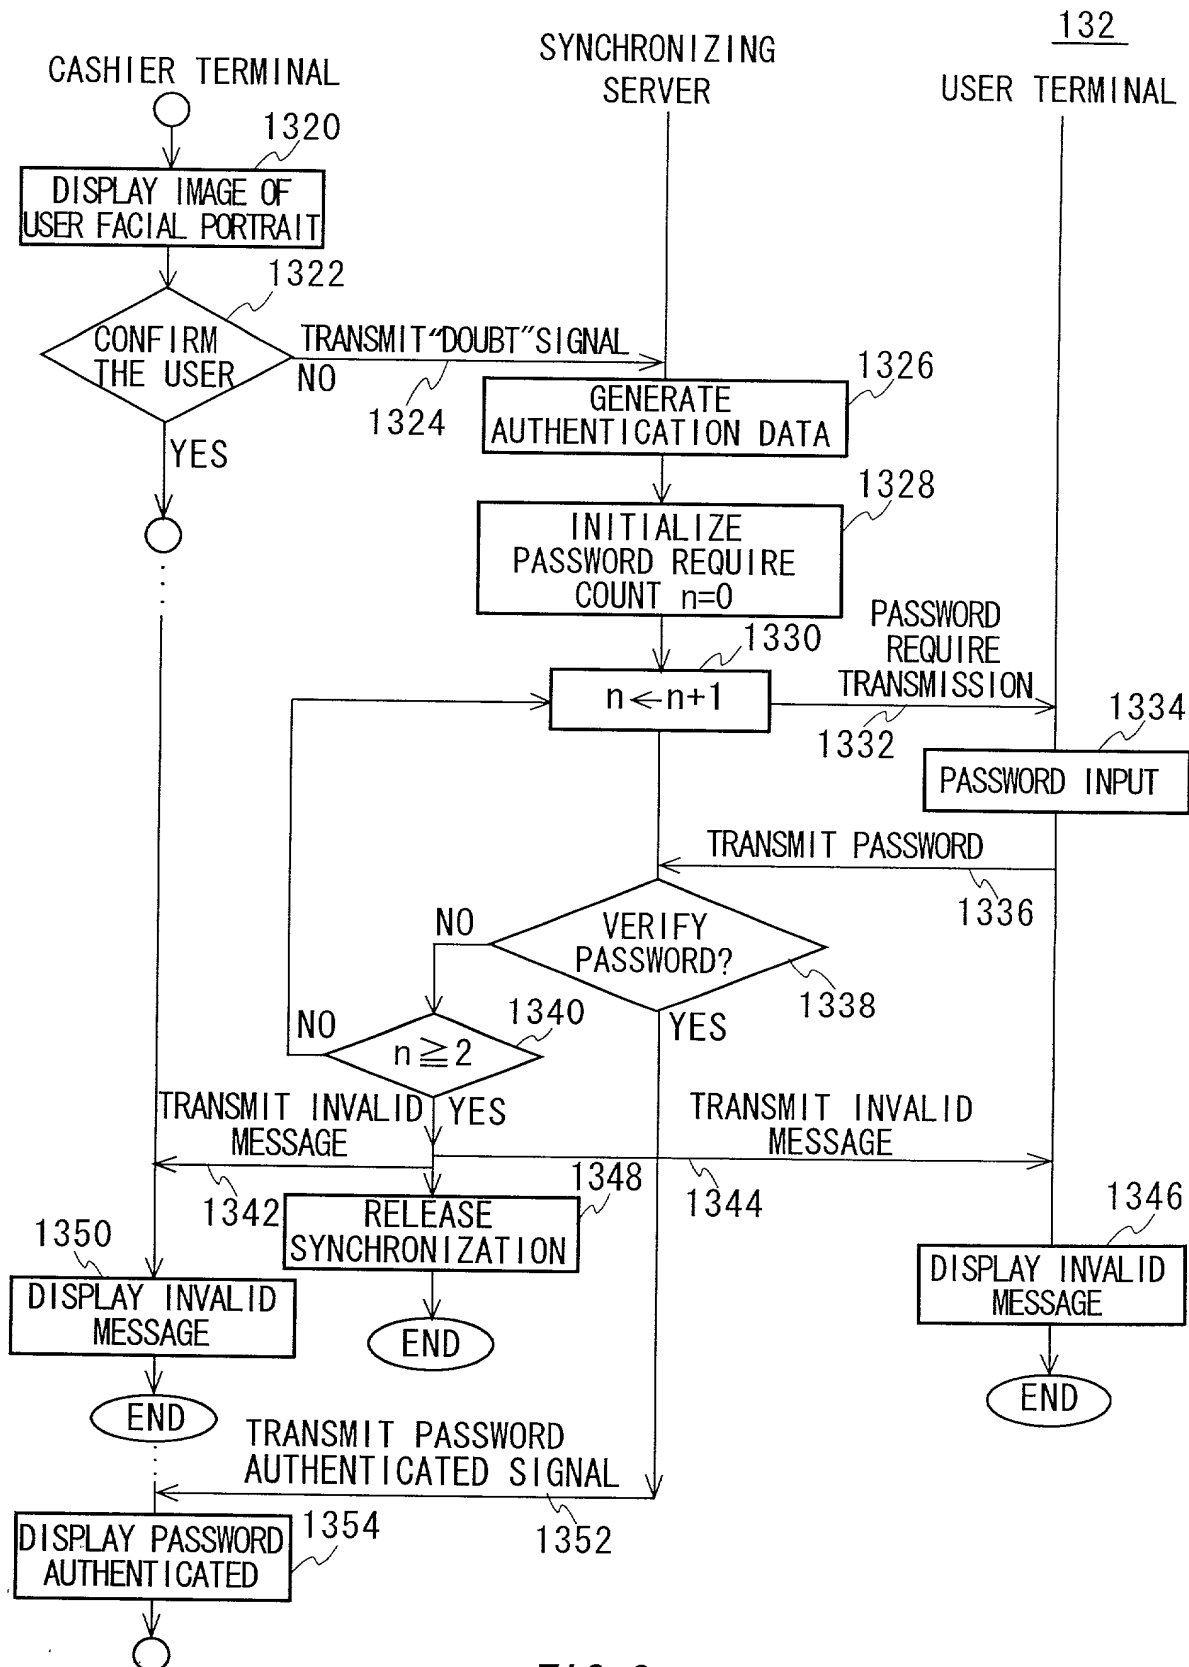 132
CASHIER TERMINAL
SYNCHRONIZING
SERVER
USER TERMINAL
1320
DISPLAY IMAGE OF
USER FACIAL PORTRAIT
1322
CONFIRM
THE USER
TRANSMIT "DOUBT" SIGNAL
NO
1324
YES
1326
GENERATE
AUTHENTICATION DATA
1328
INITIALIZE
PASSWORD REQUIRE
COUNT n=0
1330
n←n+1
PASSWORD
REQUIRE
TRANSMISSION
1332
1334
PASSWORD INPUT
TRANSMIT PASSWORD
1336
NO
VERIFY
PASSWORD?
1338
YES
1340
NO
n≧2
YES
TRANSMIT INVALID
MESSAGE
1342
TRANSMIT INVALID
MESSAGE
1344
1348
RELEASE
SYNCHRONIZATION
END
1346
DISPLAY INVALID
MESSAGE
END
1350
DISPLAY INVALID
MESSAGE
END
TRANSMIT PASSWORD
AUTHENTICATED SIGNAL
1352
1354
DISPLAY PASSWORD
AUTHENTICATED